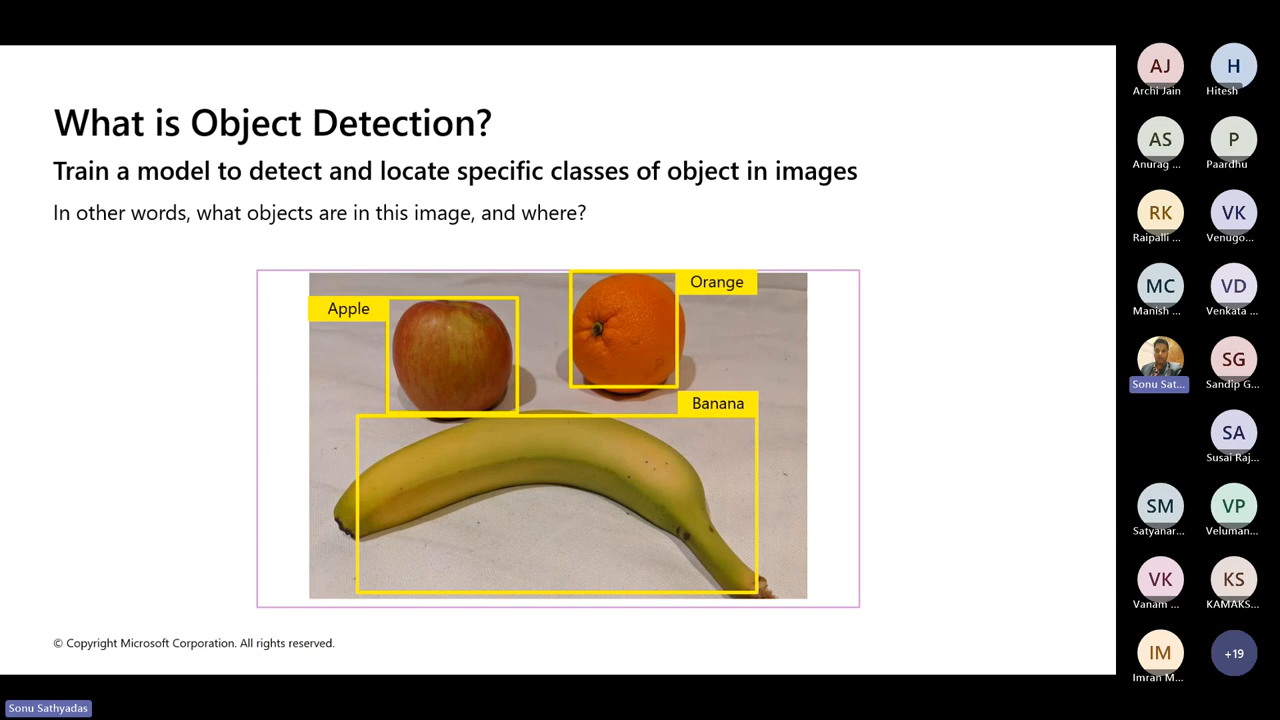 What is Object Detection?
Train a model to detect and locate specific classes of object in images
In other words, what objects are in this image, and where?
Orange
Apple
Banana
© Copyright Microsoft Corporation. All rights reserved.
Sonu Sathyadas
AJ
Archi Jain
H
Hitesh
AS
Anurag ...
P
Paardhu
RK
Raipalli ...
VK
Venugo...
MC
Manish ...
VD
Venkata ...
Sonu Sat...
SG
Sandip G...
SA
Susai Raj...
SM
Satyanar...
VP
Veluman...
VK
Vanam ...
KS
KAMAKS...
IM
Imran M...
+19